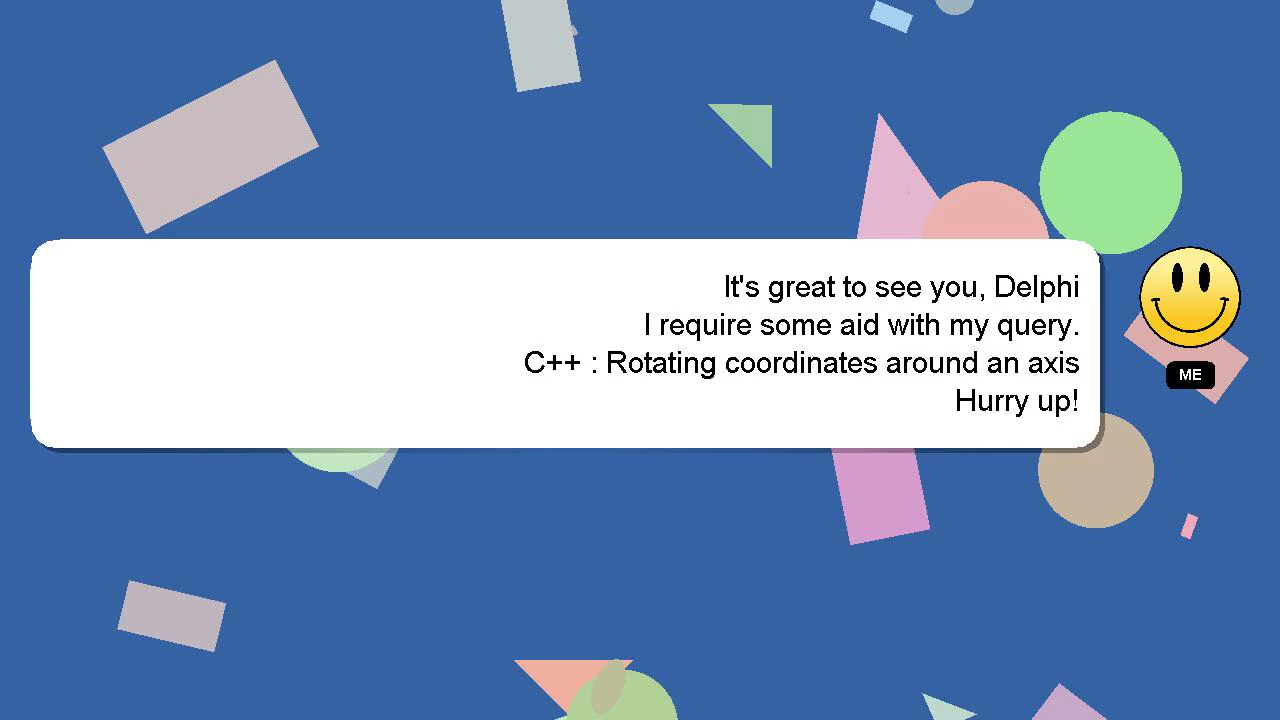 It's great to see you, Delphi
I require some aid with my query.
C++ : Rotating coordinates around an axis
Hurry up!
ME